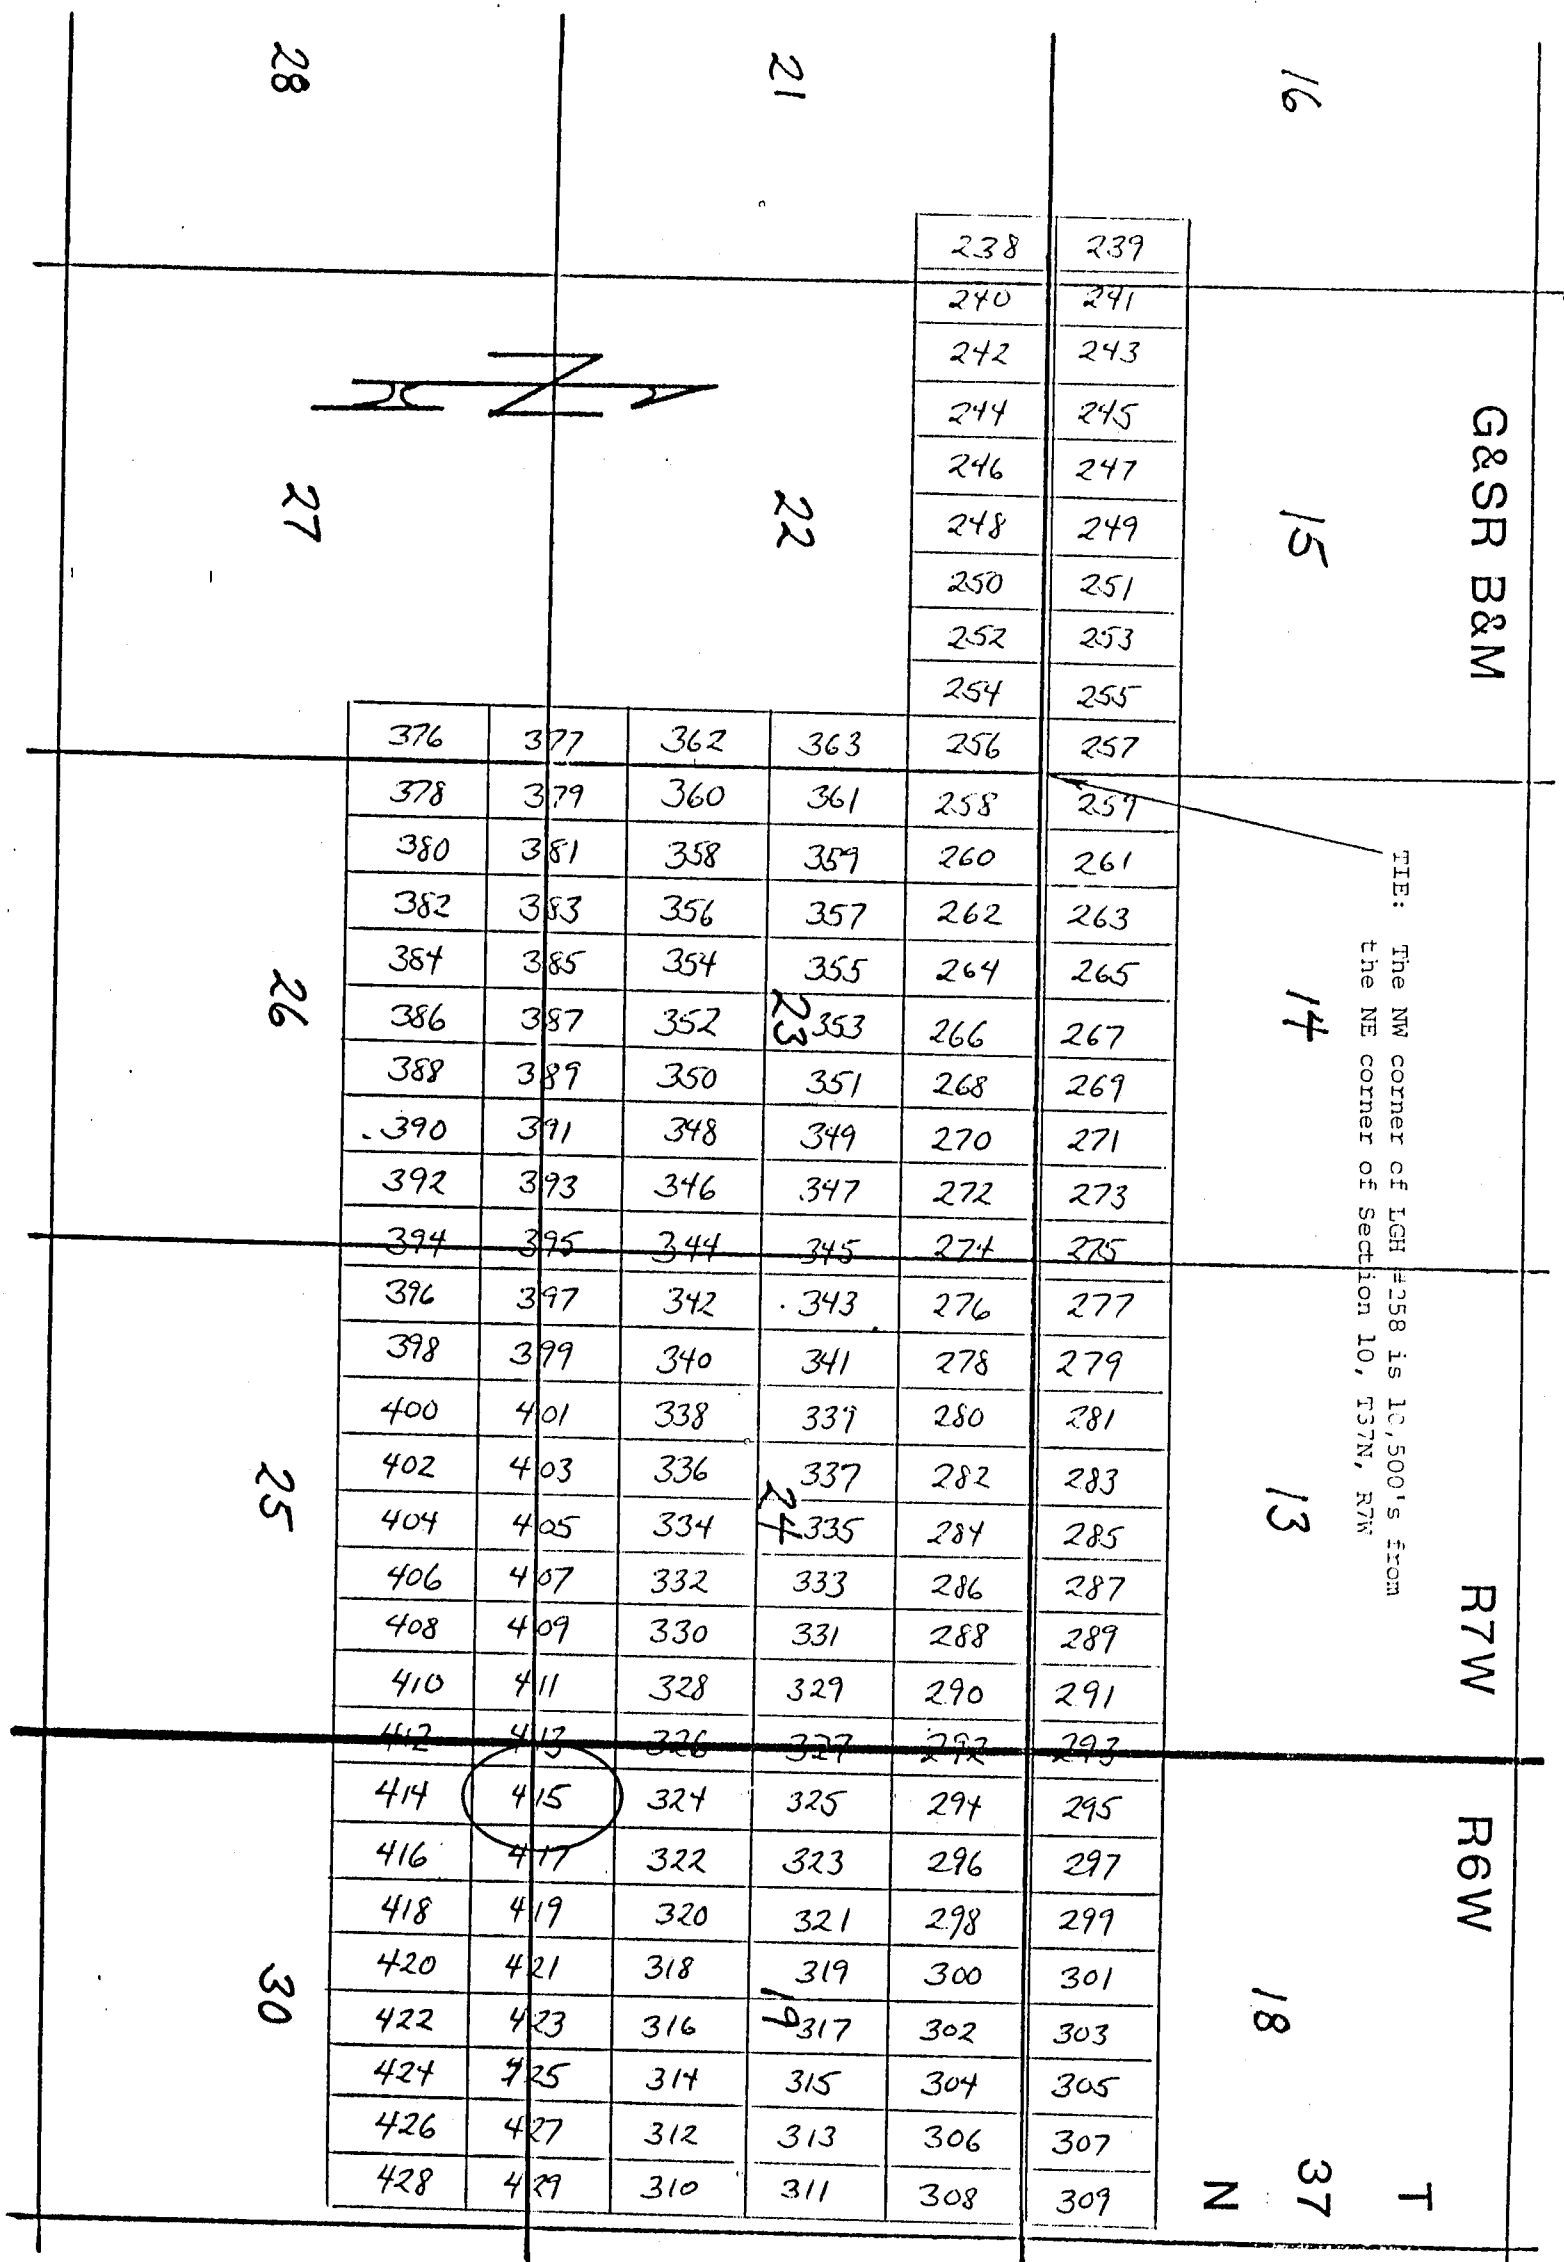 G&SR B&M
R7W
R6W
T
37
N
TIE: The NW corner of LGH #258 is 10,500's from
the NE corner of Section 10, T37N, R7W
16
15
14
13
18
21
22
23
24
19
28
27
26
25
30
238 239
240 241
242 243
244 245
246 247
248 249
250 251
252 253
254 255
376 377 362 363 256 257
378 379 360 361 258 259
380 381 358 359 260 261
382 383 356 357 262 263
384 385 354 355 264 265
386 387 352 353 266 267
388 389 350 351 268 269
390 391 348 349 270 271
392 393 346 347 272 273
394 395 344 345 274 275
396 397 342 343 276 277
398 399 340 341 278 279
400 401 338 339 280 281
402 403 336 337 282 283
404 405 334 335 284 285
406 407 332 333 286 287
408 409 330 331 288 289
410 411 328 329 290 291
412 413 326 327 292 293
414 415 324 325 294 295
416 417 322 323 296 297
418 419 320 321 298 299
420 421 318 319 300 301
422 423 316 317 302 303
424 425 314 315 304 305
426 427 312 313 306 307
428 429 310 311 308 309
N